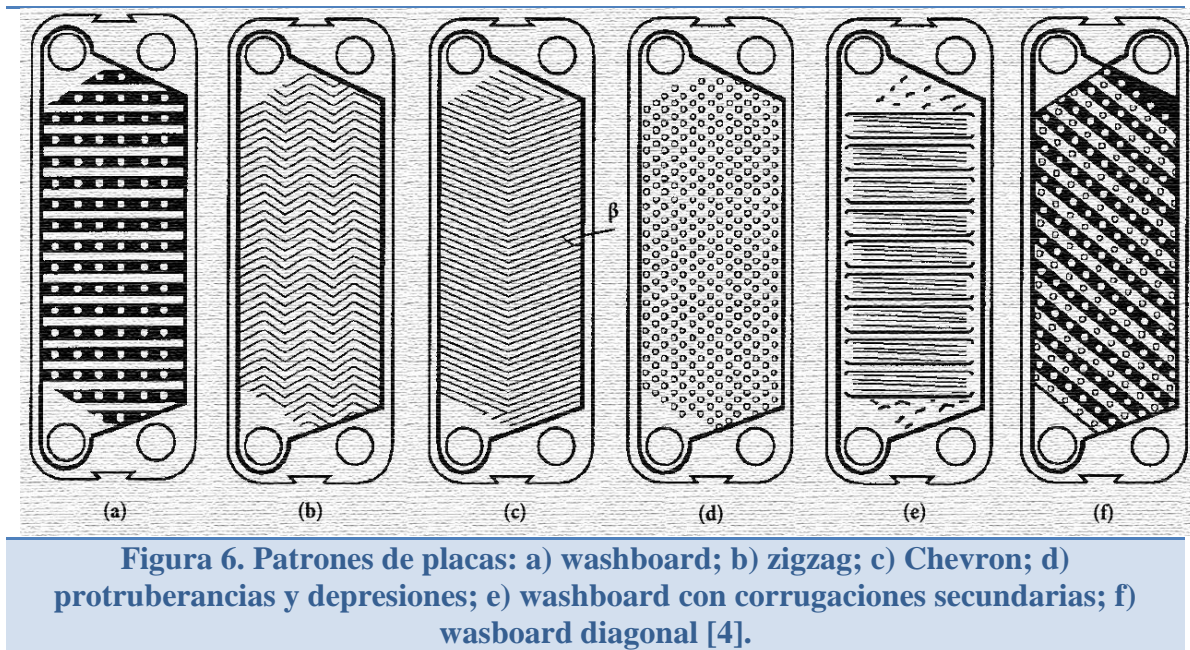 β
(a) (b) (c) (d) (e) (f)
Figura 6. Patrones de placas: a) washboard; b) zigzag; c) Chevron; d)
protruberancias y depresiones; e) washboard con corrugaciones secundarias; f)
wasboard diagonal [4].